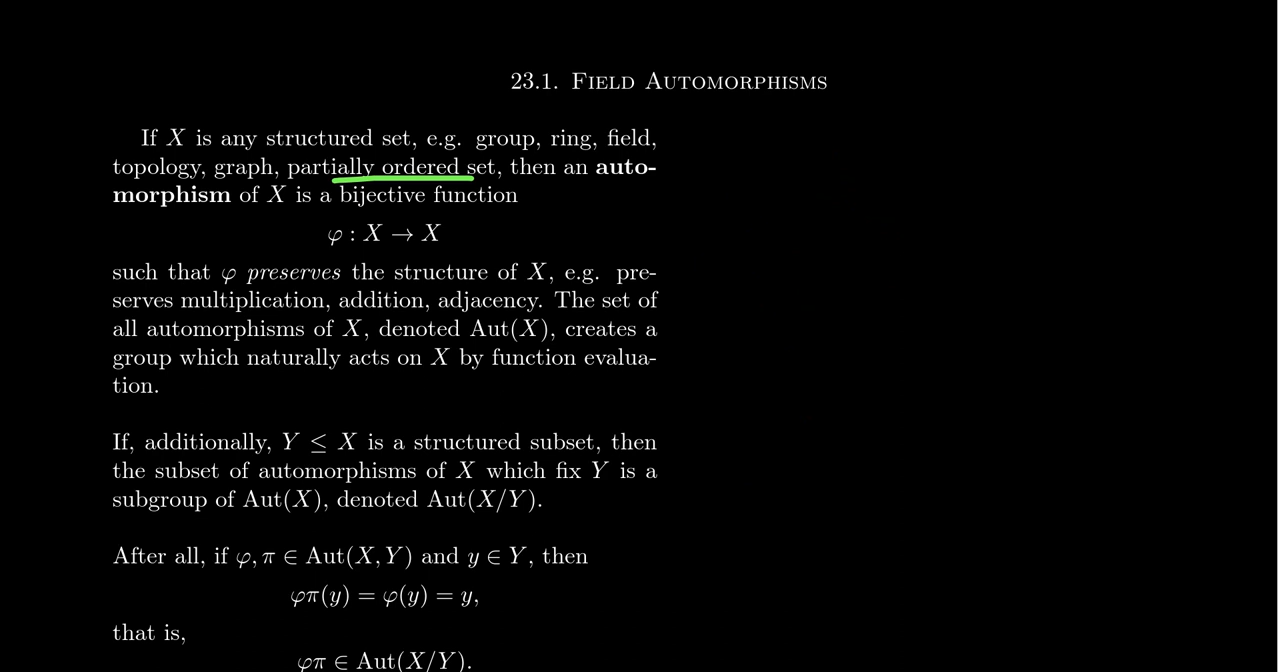 23.1. Field Automorphisms
If X is any structured set, e.g. group, ring, field,
topology, graph, partially ordered set, then an auto-
morphism of X is a bijective function
φ : X → X
such that φ preserves the structure of X, e.g. pre-
serves multiplication, addition, adjacency. The set of
all automorphisms of X, denoted Aut(X), creates a
group which naturally acts on X by function evalua-
tion.
If, additionally, Y ≤ X is a structured subset, then
the subset of automorphisms of X which fix Y is a
subgroup of Aut(X), denoted Aut(X/Y).
After all, if φ, π ∈ Aut(X, Y) and y ∈ Y, then
φπ(y) = φ(y) = y,
that is,
φπ ∈ Aut(X/Y).